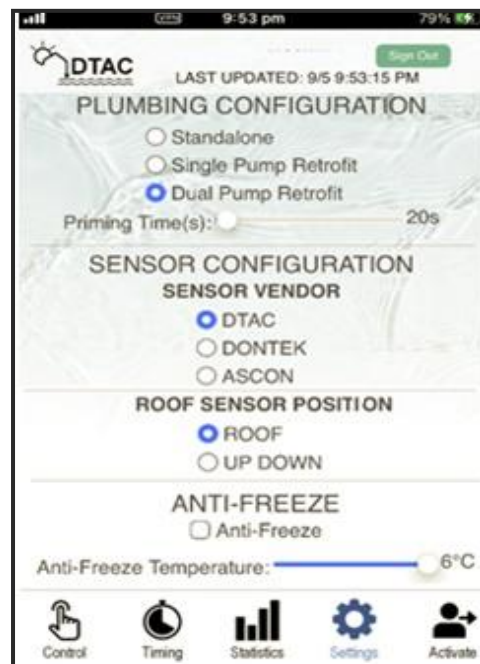 VPN 9:53 pm 79%
DTAC
Sign Out
LAST UPDATED: 9/5 9:53:15 PM
PLUMBING CONFIGURATION
Standalone
Single Pump Retrofit
Dual Pump Retrofit
Priming Time(s): 20s
SENSOR CONFIGURATION
SENSOR VENDOR
DTAC
DONTEK
ASCON
ROOF SENSOR POSITION
ROOF
UP DOWN
ANTI-FREEZE
Anti-Freeze
Anti-Freeze Temperature: 6°C
Control Timing Statistics Settings Activate